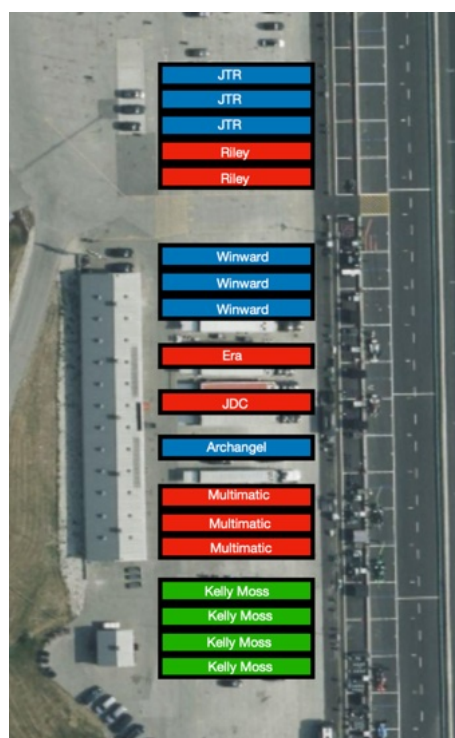 JTR
JTR
JTR
Riley
Riley
Winward
Winward
Winward
Era
JDC
Archangel
Multimatic
Multimatic
Multimatic
Kelly Moss
Kelly Moss
Kelly Moss
Kelly Moss